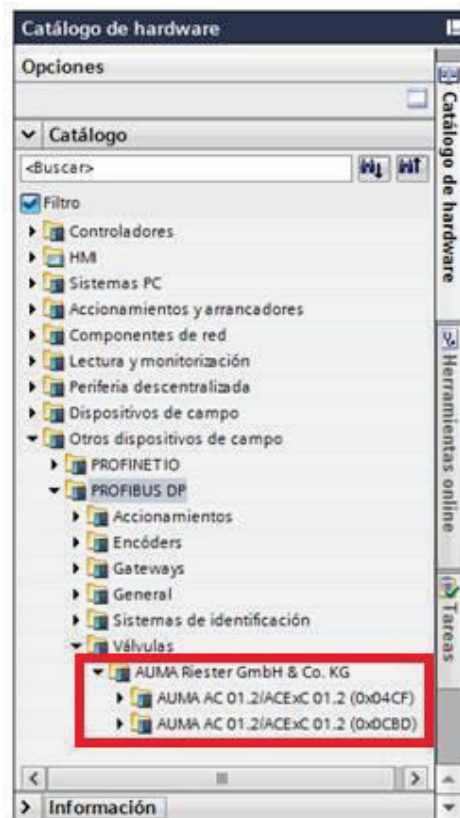 Catálogo de hardware
Opciones
Catálogo
<Buscar>
Filtro
Controladores
HMI
Sistemas PC
Accionamientos y arrancadores
Componentes de red
Lectura y monitorización
Periferia descentralizada
Dispositivos de campo
Otros dispositivos de campo
PROFINET IO
PROFIBUS DP
Accionamientos
Encóders
Gateways
General
Sistemas de identificación
Válvulas
AUMA Riester GmbH & Co. KG
AUMA AC 01.2/ACExC 01.2 (0x04CF)
AUMA AC 01.2/ACExC 01.2 (0x0CBD)
Información
Catálogo de hardware
Herramientas online
Tareas